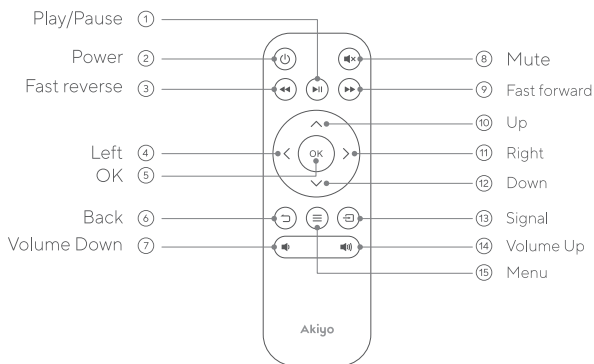 Play/Pause 1
Power 2
Fast reverse 3
Left 4
OK 5
Back 6
Volume Down 7
8 Mute
9 Fast forward
10 Up
11 Right
12 Down
13 Signal
14 Volume Up
15 Menu
OK
Akiyo